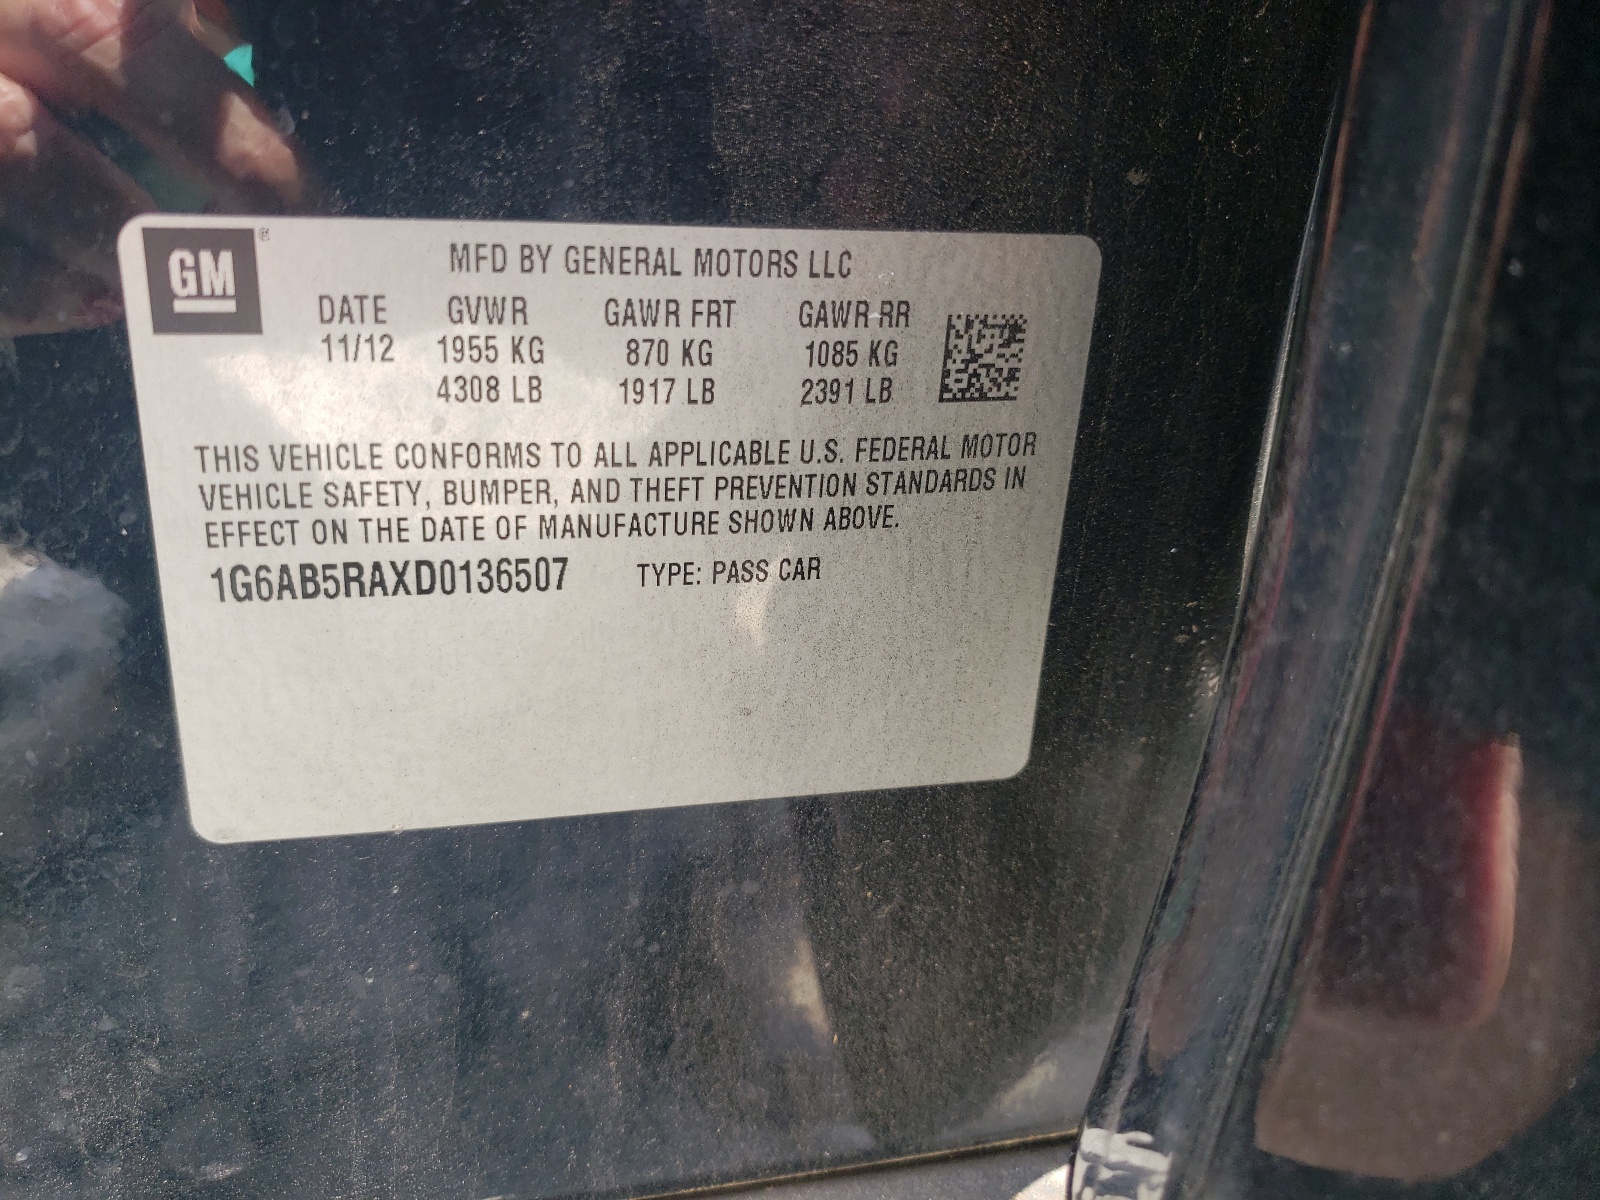 GM ®
MFD BY GENERAL MOTORS LLC
DATE GVWR GAWR FRT GAWR RR
11/12 1955 KG 870 KG 1085 KG
4308 LB 1917 LB 2391 LB
THIS VEHICLE CONFORMS TO ALL APPLICABLE U.S. FEDERAL MOTOR
VEHICLE SAFETY, BUMPER, AND THEFT PREVENTION STANDARDS IN
EFFECT ON THE DATE OF MANUFACTURE SHOWN ABOVE.
1G6AB5RAXD0136507 TYPE: PASS CAR